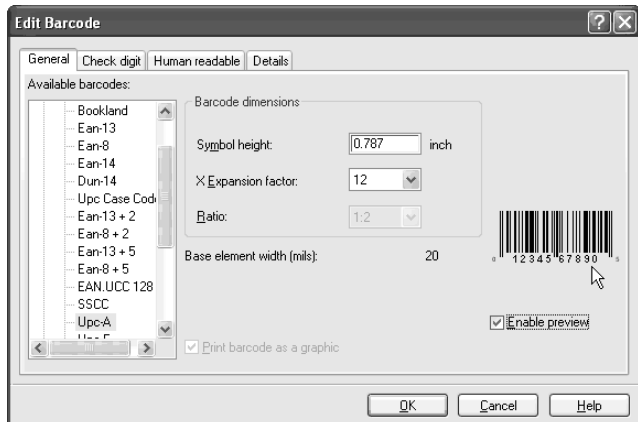 Edit Barcode
General Check digit Human readable Details
Available barcodes:
Bookland
Ean-13
Ean-8
Ean-14
Dun-14
Upc Case Code
Ean-13 + 2
Ean-8 + 2
Ean-13 + 5
Ean-8 + 5
EAN.UCC 128
SSCC
Upc-A
Barcode dimensions
Symbol height: 0.787 inch
X Expansion factor: 12
Ratio: 1:2
Base element width (mils): 20
0 12345 67890 5
Enable preview
Print barcode as a graphic
OK Cancel Help